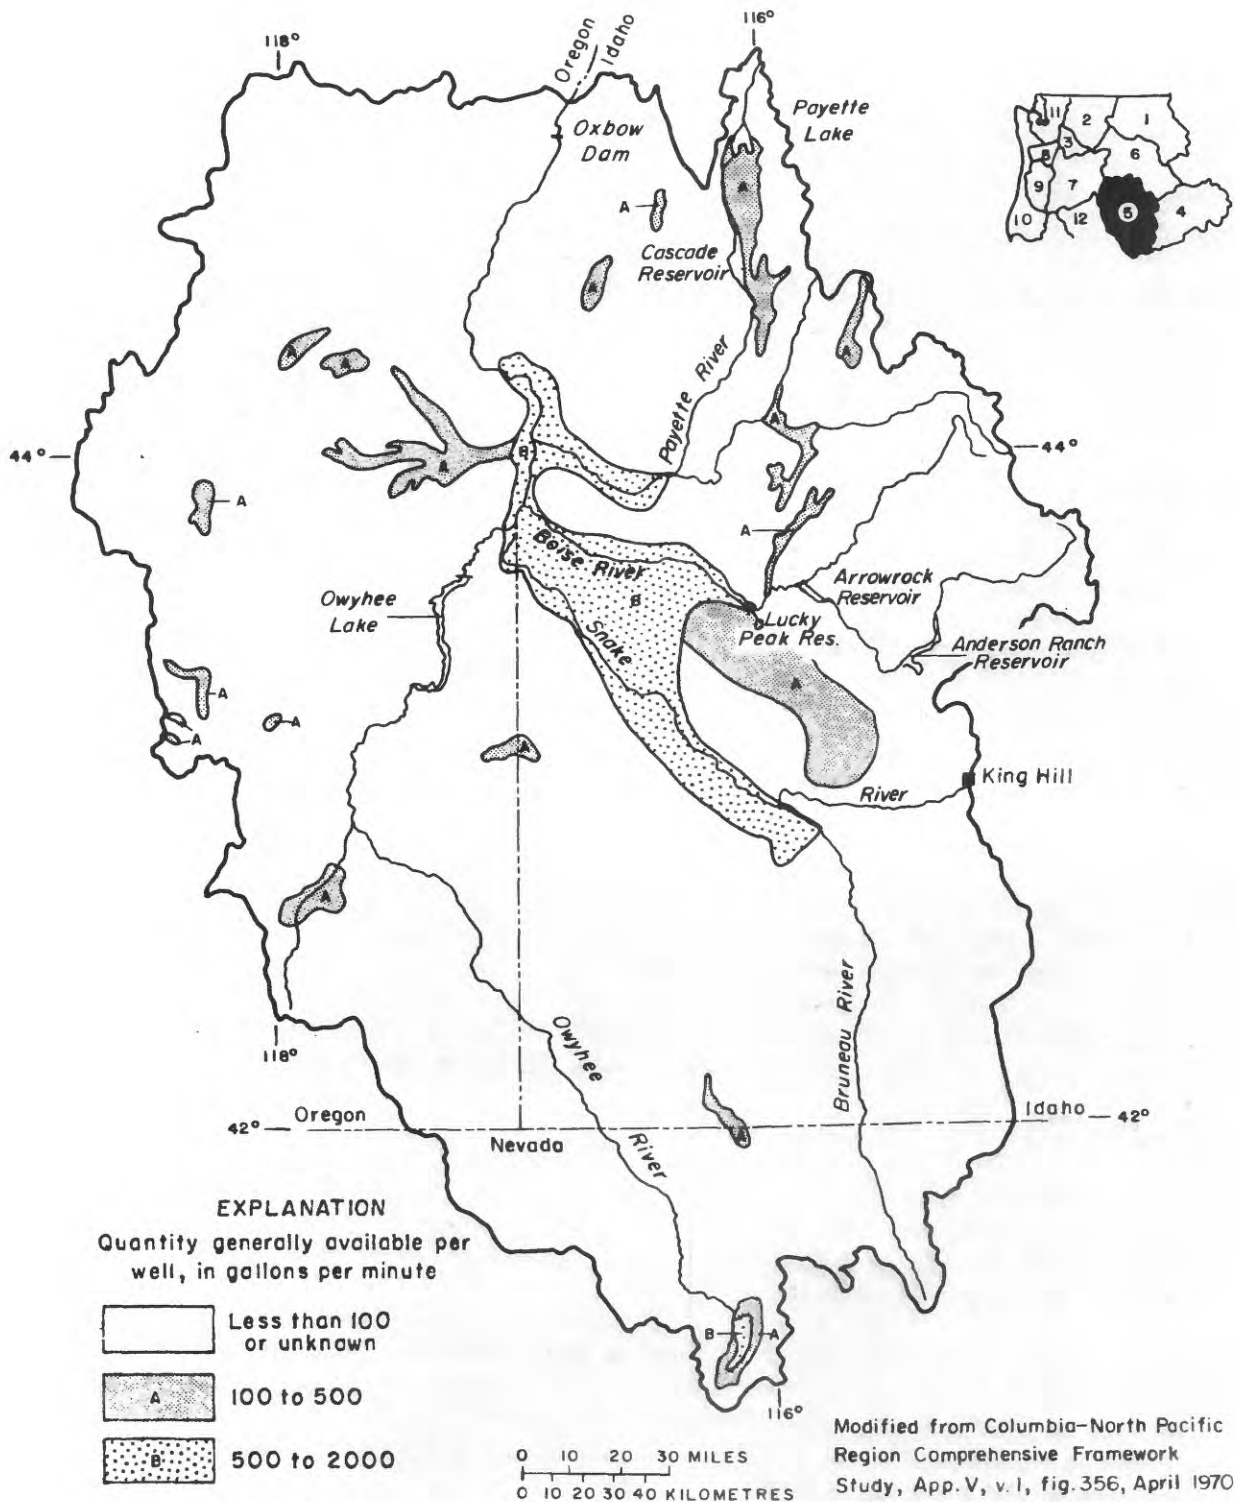 118°
Oregon
Idaho
116°
Oxbow
Dam
Payette
Lake
11
2
1
3
8
6
9
7
5
4
10
12
A
A
Cascade
Reservoir
A
A
A
A
Payette River
A
44°
B
A
44°
A
A
Boise River
B
Snake
Owyhee
Lake
Arrowrock
Reservoir
Lucky
Peak Res.
Anderson Ranch
Reservoir
A
A
A
A
A
River
King Hill
A
Bruneau River
Owyhee
River
118°
42°
Oregon
Nevada
A
Idaho
42°
EXPLANATION
Quantity generally available per
well, in gallons per minute
Less than 100
or unknown
A
100 to 500
B
500 to 2000
B
A
116°
0 10 20 30 MILES
0 10 20 30 40 KILOMETRES
Modified from Columbia-North Pacific
Region Comprehensive Framework
Study, App. V, v. 1, fig. 356, April 1970